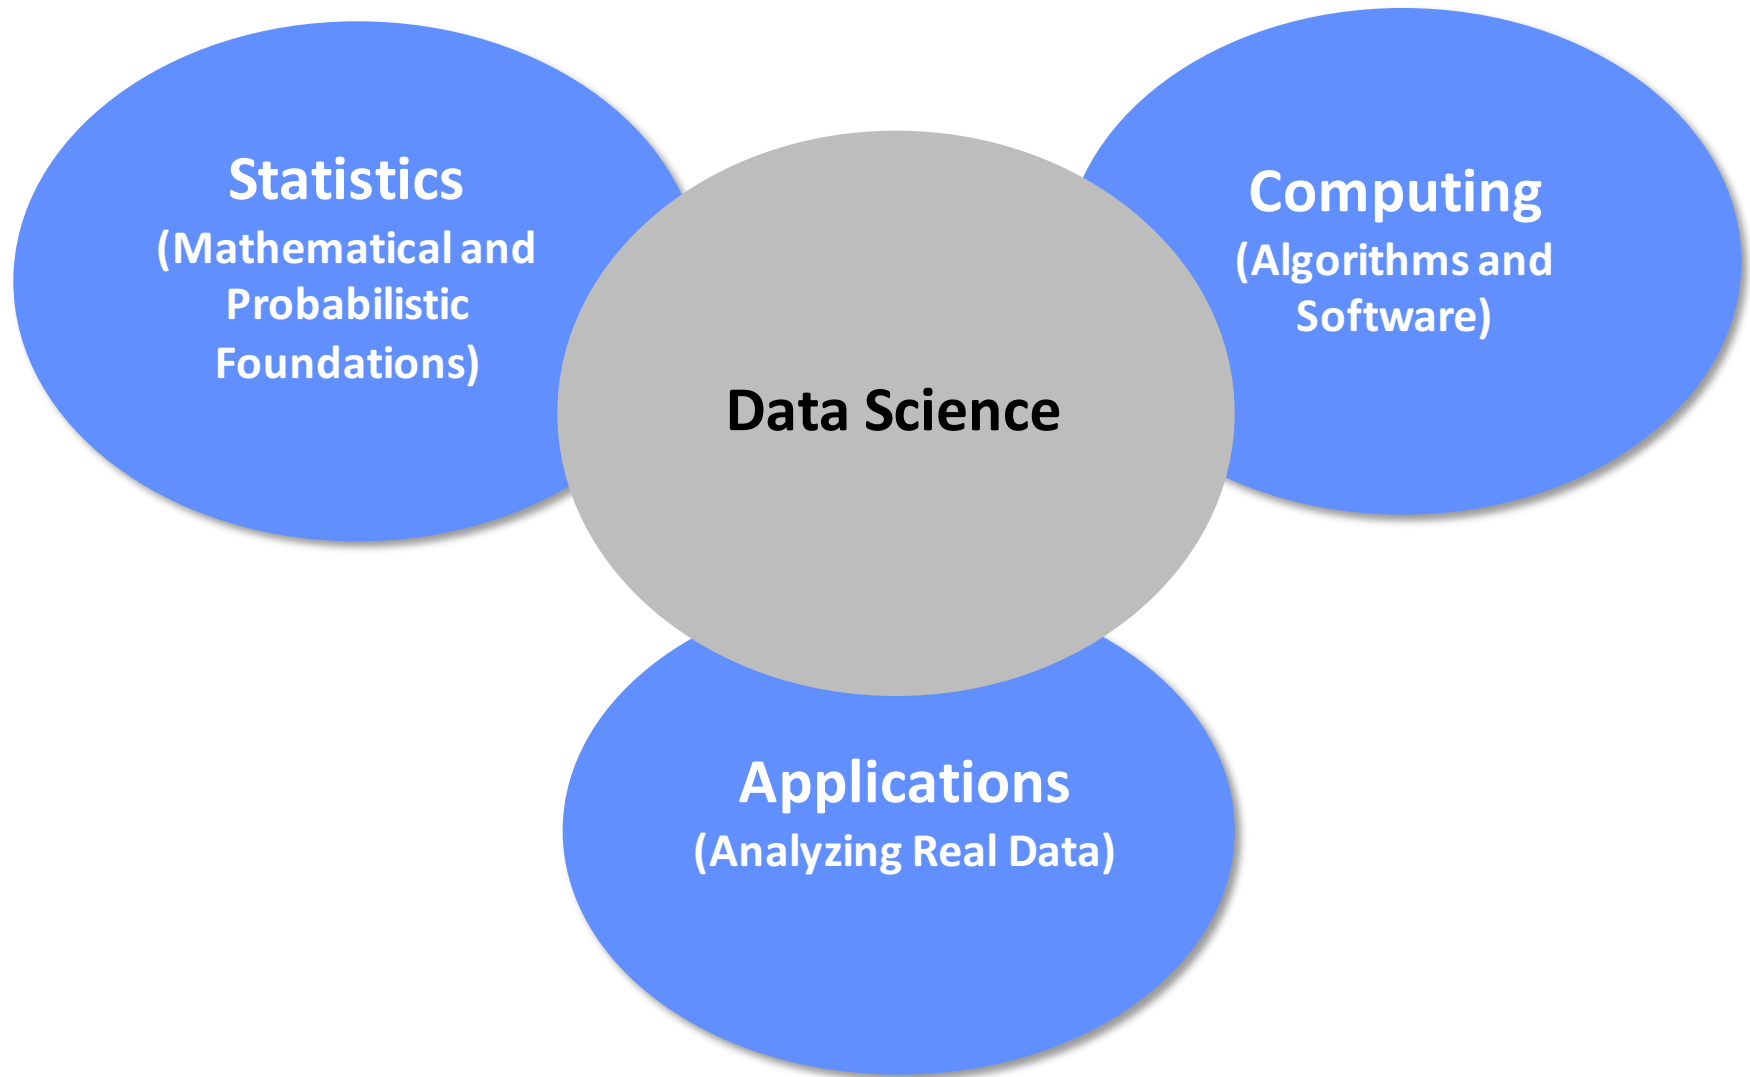 Statistics
(Mathematical and
Probabilistic
Foundations)
Computing
(Algorithms and
Software)
Data Science
Applications
(Analyzing Real Data)